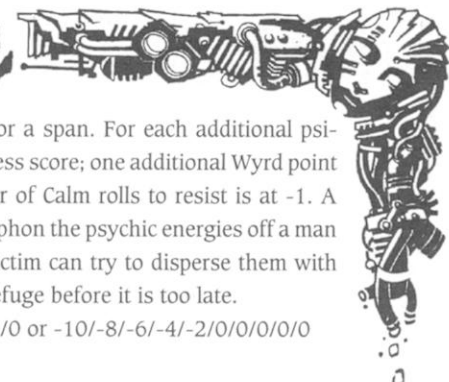 or a span. For each additional psi-
ess score; one additional Wyrd point
r of Calm rolls to resist is at -1. A
phon the psychic energies off a man
ctim can try to disperse them with
efuge before it is too late.
/0 or -10/-8/-6/-4/-2/0/0/0/0/0